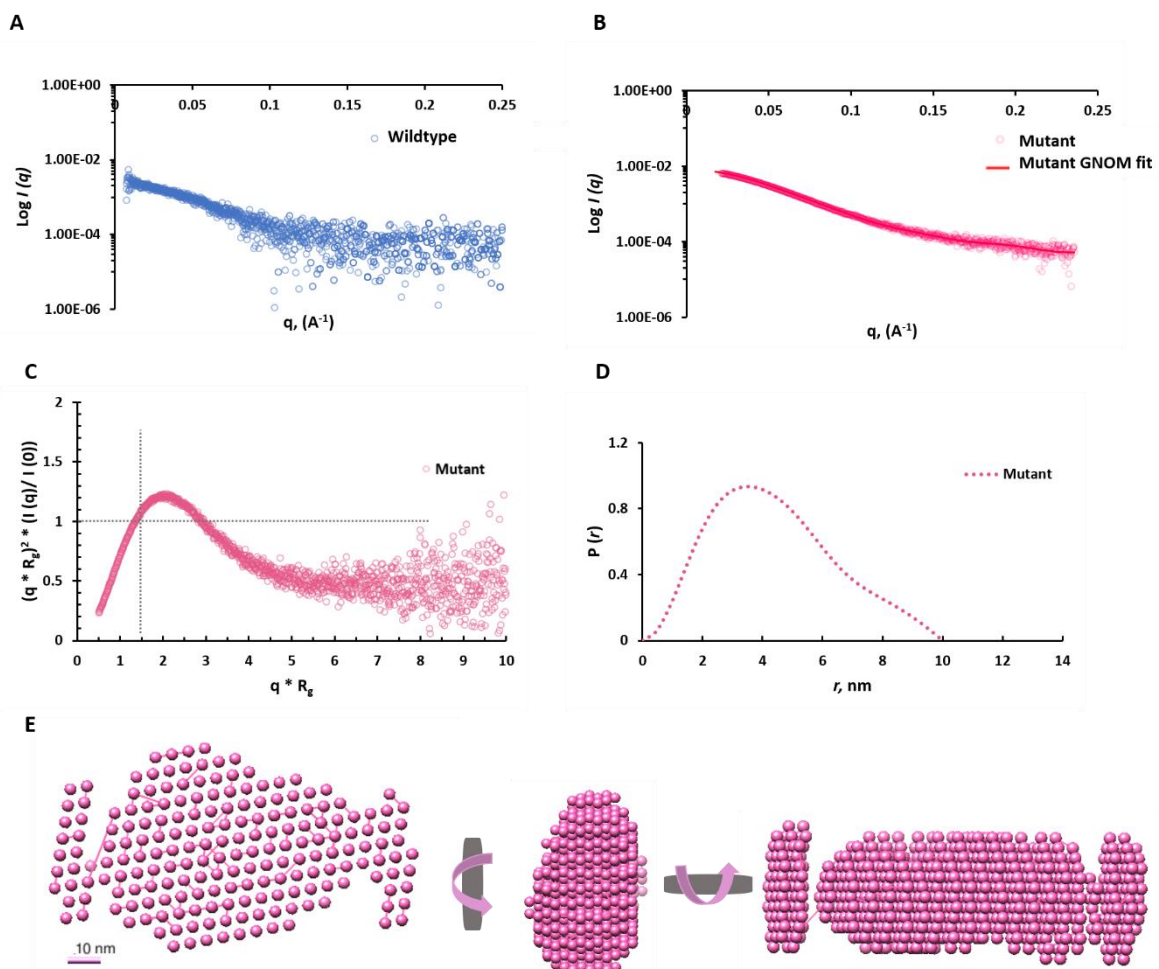 A
1.00E+00
0 0.05 0.1 0.15 0.2 0.25
Wildtype
1.00E-02
Log I (q)
1.00E-04
1.00E-06
q, (A⁻¹)
B
1.00E+00
0 0.05 0.1 0.15 0.2 0.25
Mutant
Mutant GNOM fit
1.00E-02
Log I (q)
1.00E-04
1.00E-06
q, (A⁻¹)
C
2
1.5
Mutant
(q * Rg)² * (I (q)/ I (0))
1
0.5
0
0 1 2 3 4 5 6 7 8 9 10
q * Rg
D
1.2
Mutant
P (r)
0.8
0.4
0
0 2 4 6 8 10 12 14
r, nm
E
10 nm